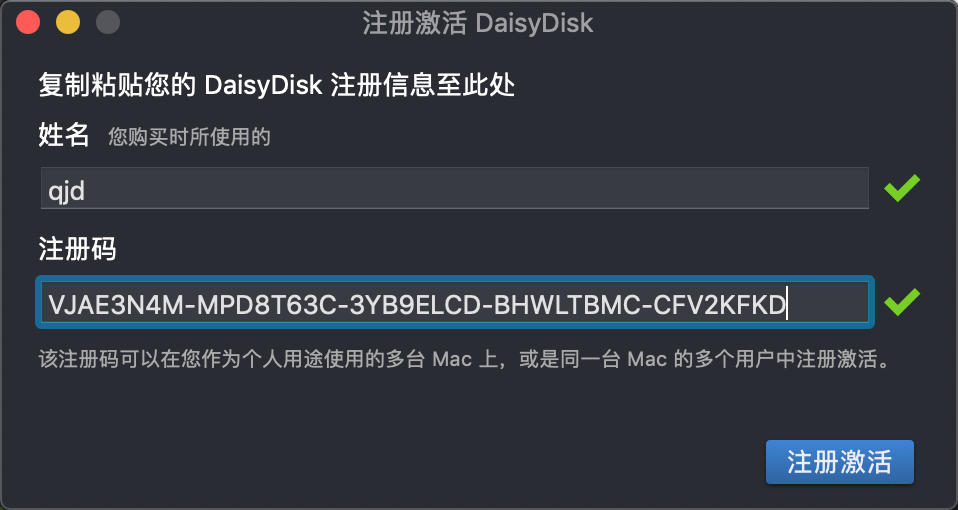 注册激活 DaisyDisk
复制粘贴您的 DaisyDisk 注册信息至此处
姓名 您购买时所使用的
qjd
注册码
VJAE3N4M-MPD8T63C-3YB9ELCD-BHWLTBMC-CFV2KFKD
该注册码可以在您作为个人用途使用的多台 Mac 上，或是同一台 Mac 的多个用户中注册激活。
注册激活